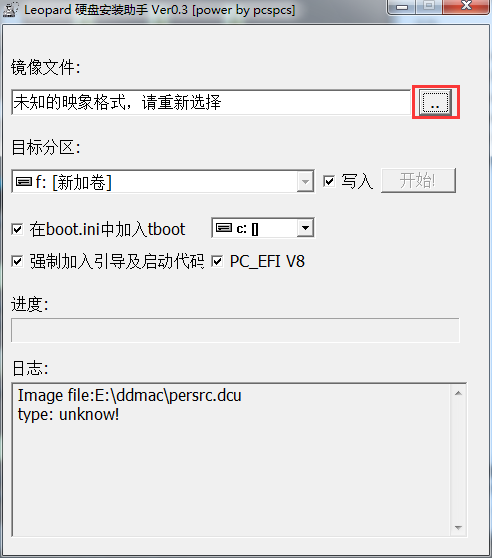 Leopard 硬盘安装助手 Ver0.3 [power by pcspcs]
镜像文件:
未知的映象格式，请重新选择
..
目标分区:
f: [新加卷]
写入
开始!
在boot.ini中加入tboot
c: []
强制加入引导及启动代码
PC_EFI V8
进度:
日志:
Image file:E:\ddmac\persrc.dcu
type: unknow!